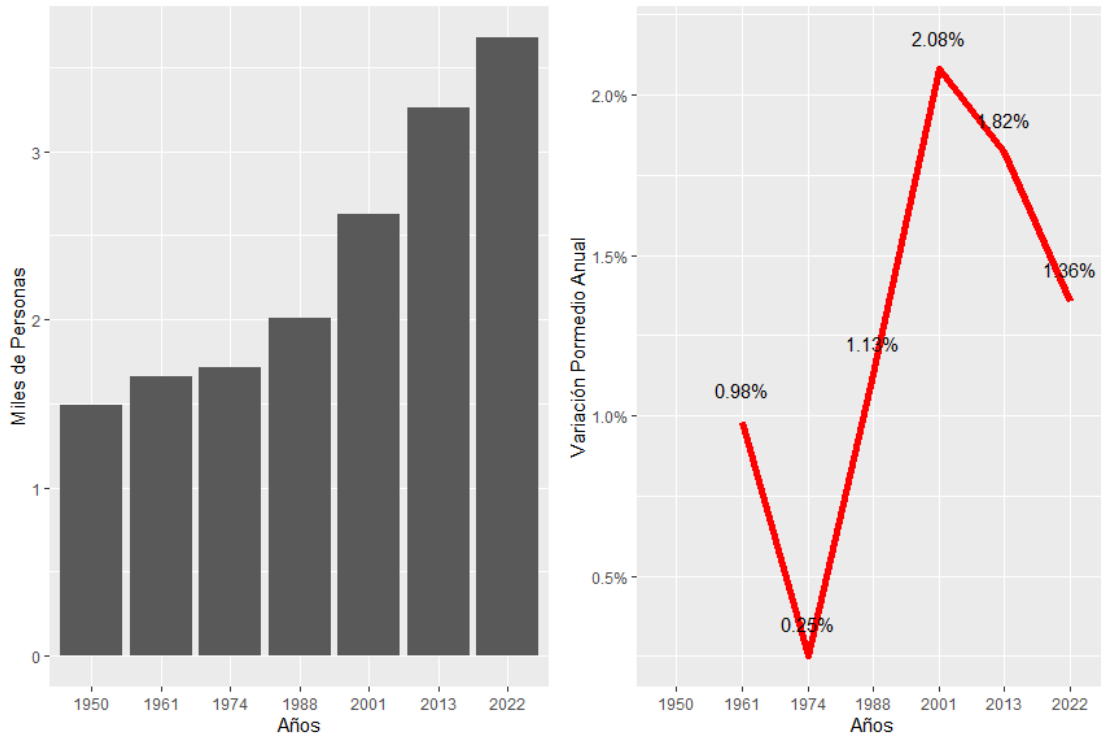 Miles de Personas
3
2
1
0
1950 1961 1974 1988 2001 2013 2022
Años
Variación Pormedio Anual
2.0%
1.5%
1.0%
0.5%
2.08%
1.82%
1.36%
1.13%
0.98%
0.25%
1950 1961 1974 1988 2001 2013 2022
Años